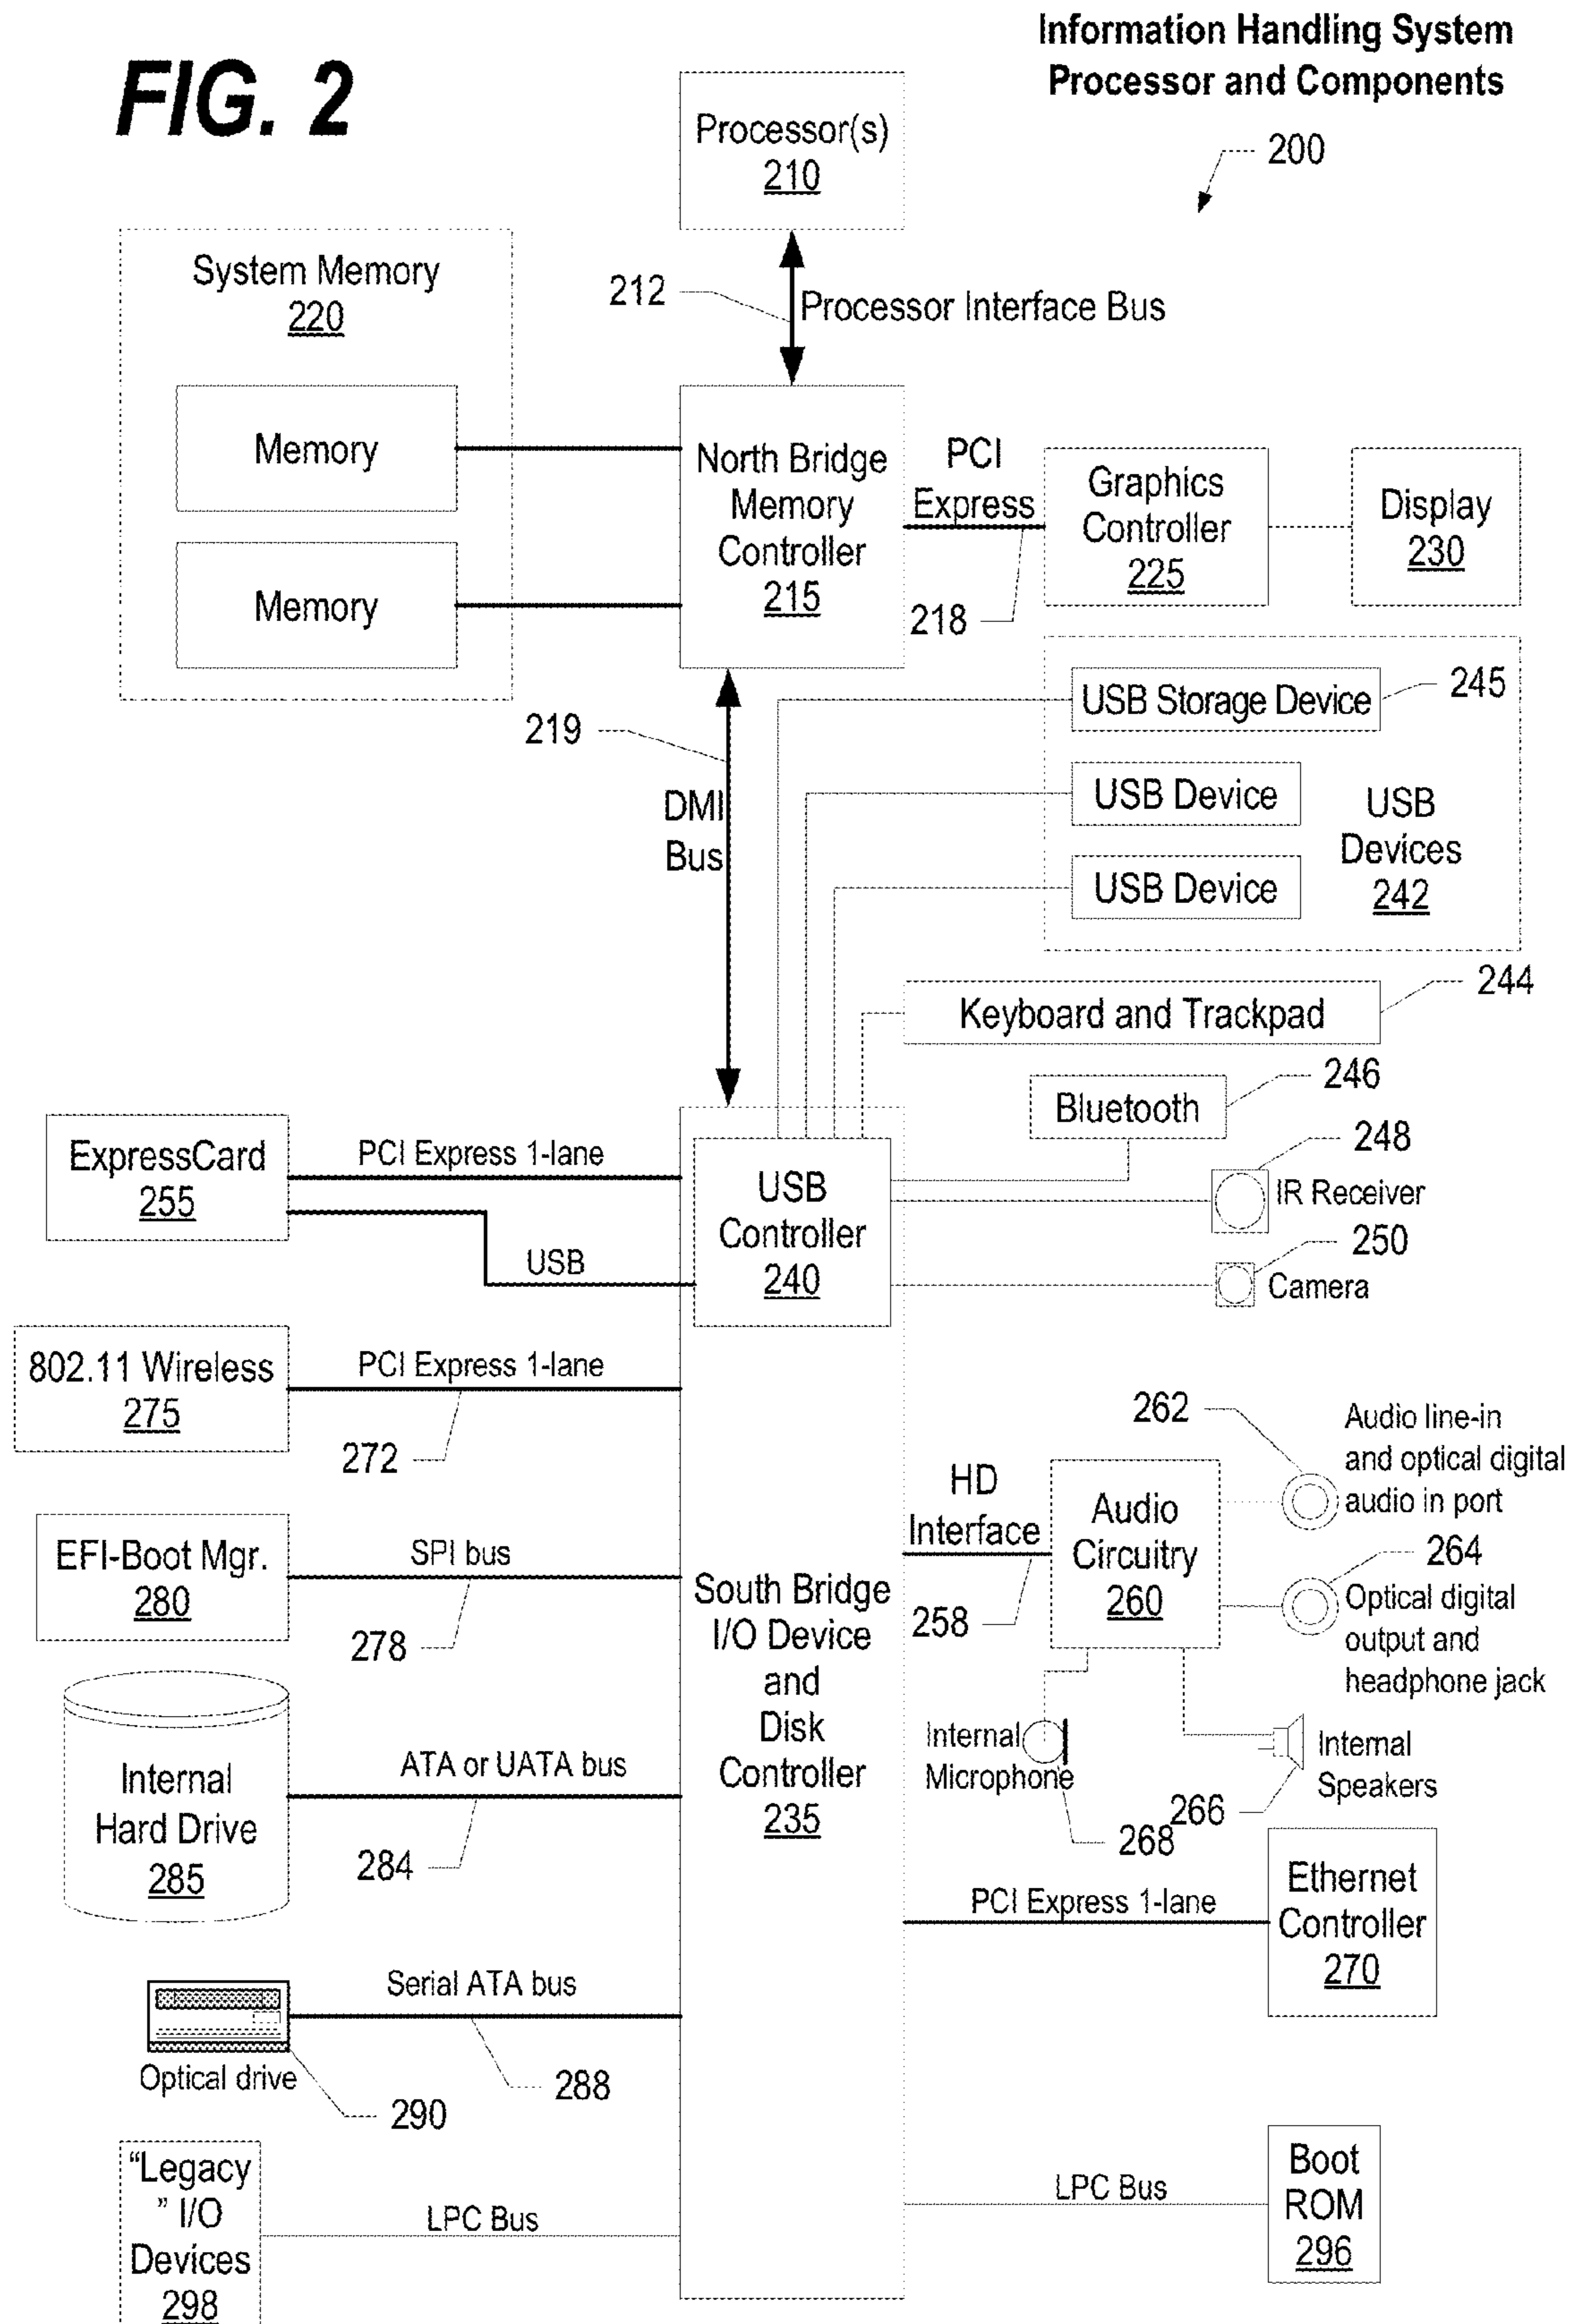 Information Handling System
Processor and Components
FIG. 2
200
Processor(s)
210
System Memory
220
212
Processor Interface Bus
Memory
Memory
North Bridge
Memory
Controller
215
PCI
Express
218
Graphics
Controller
225
Display
230
219
DMI
Bus
USB Storage Device
245
USB Device
USB Device
USB
Devices
242
244
Keyboard and Trackpad
246
Bluetooth
248
IR Receiver
250
Camera
ExpressCard
255
PCI Express 1-lane
USB
USB
Controller
240
802.11 Wireless
275
PCI Express 1-lane
272
262
Audio line-in
and optical digital
audio in port
HD
Interface
258
Audio
Circuitry
260
264
Optical digital
output and
headphone jack
EFI-Boot Mgr.
280
SPI bus
278
South Bridge
I/O Device
and
Disk
Controller
235
Internal
Microphone
268
Internal
Speakers
266
Internal
Hard Drive
285
ATA or UATA bus
284
PCI Express 1-lane
Ethernet
Controller
270
Serial ATA bus
288
Optical drive
290
“Legacy
” I/O
Devices
298
LPC Bus
LPC Bus
Boot
ROM
296